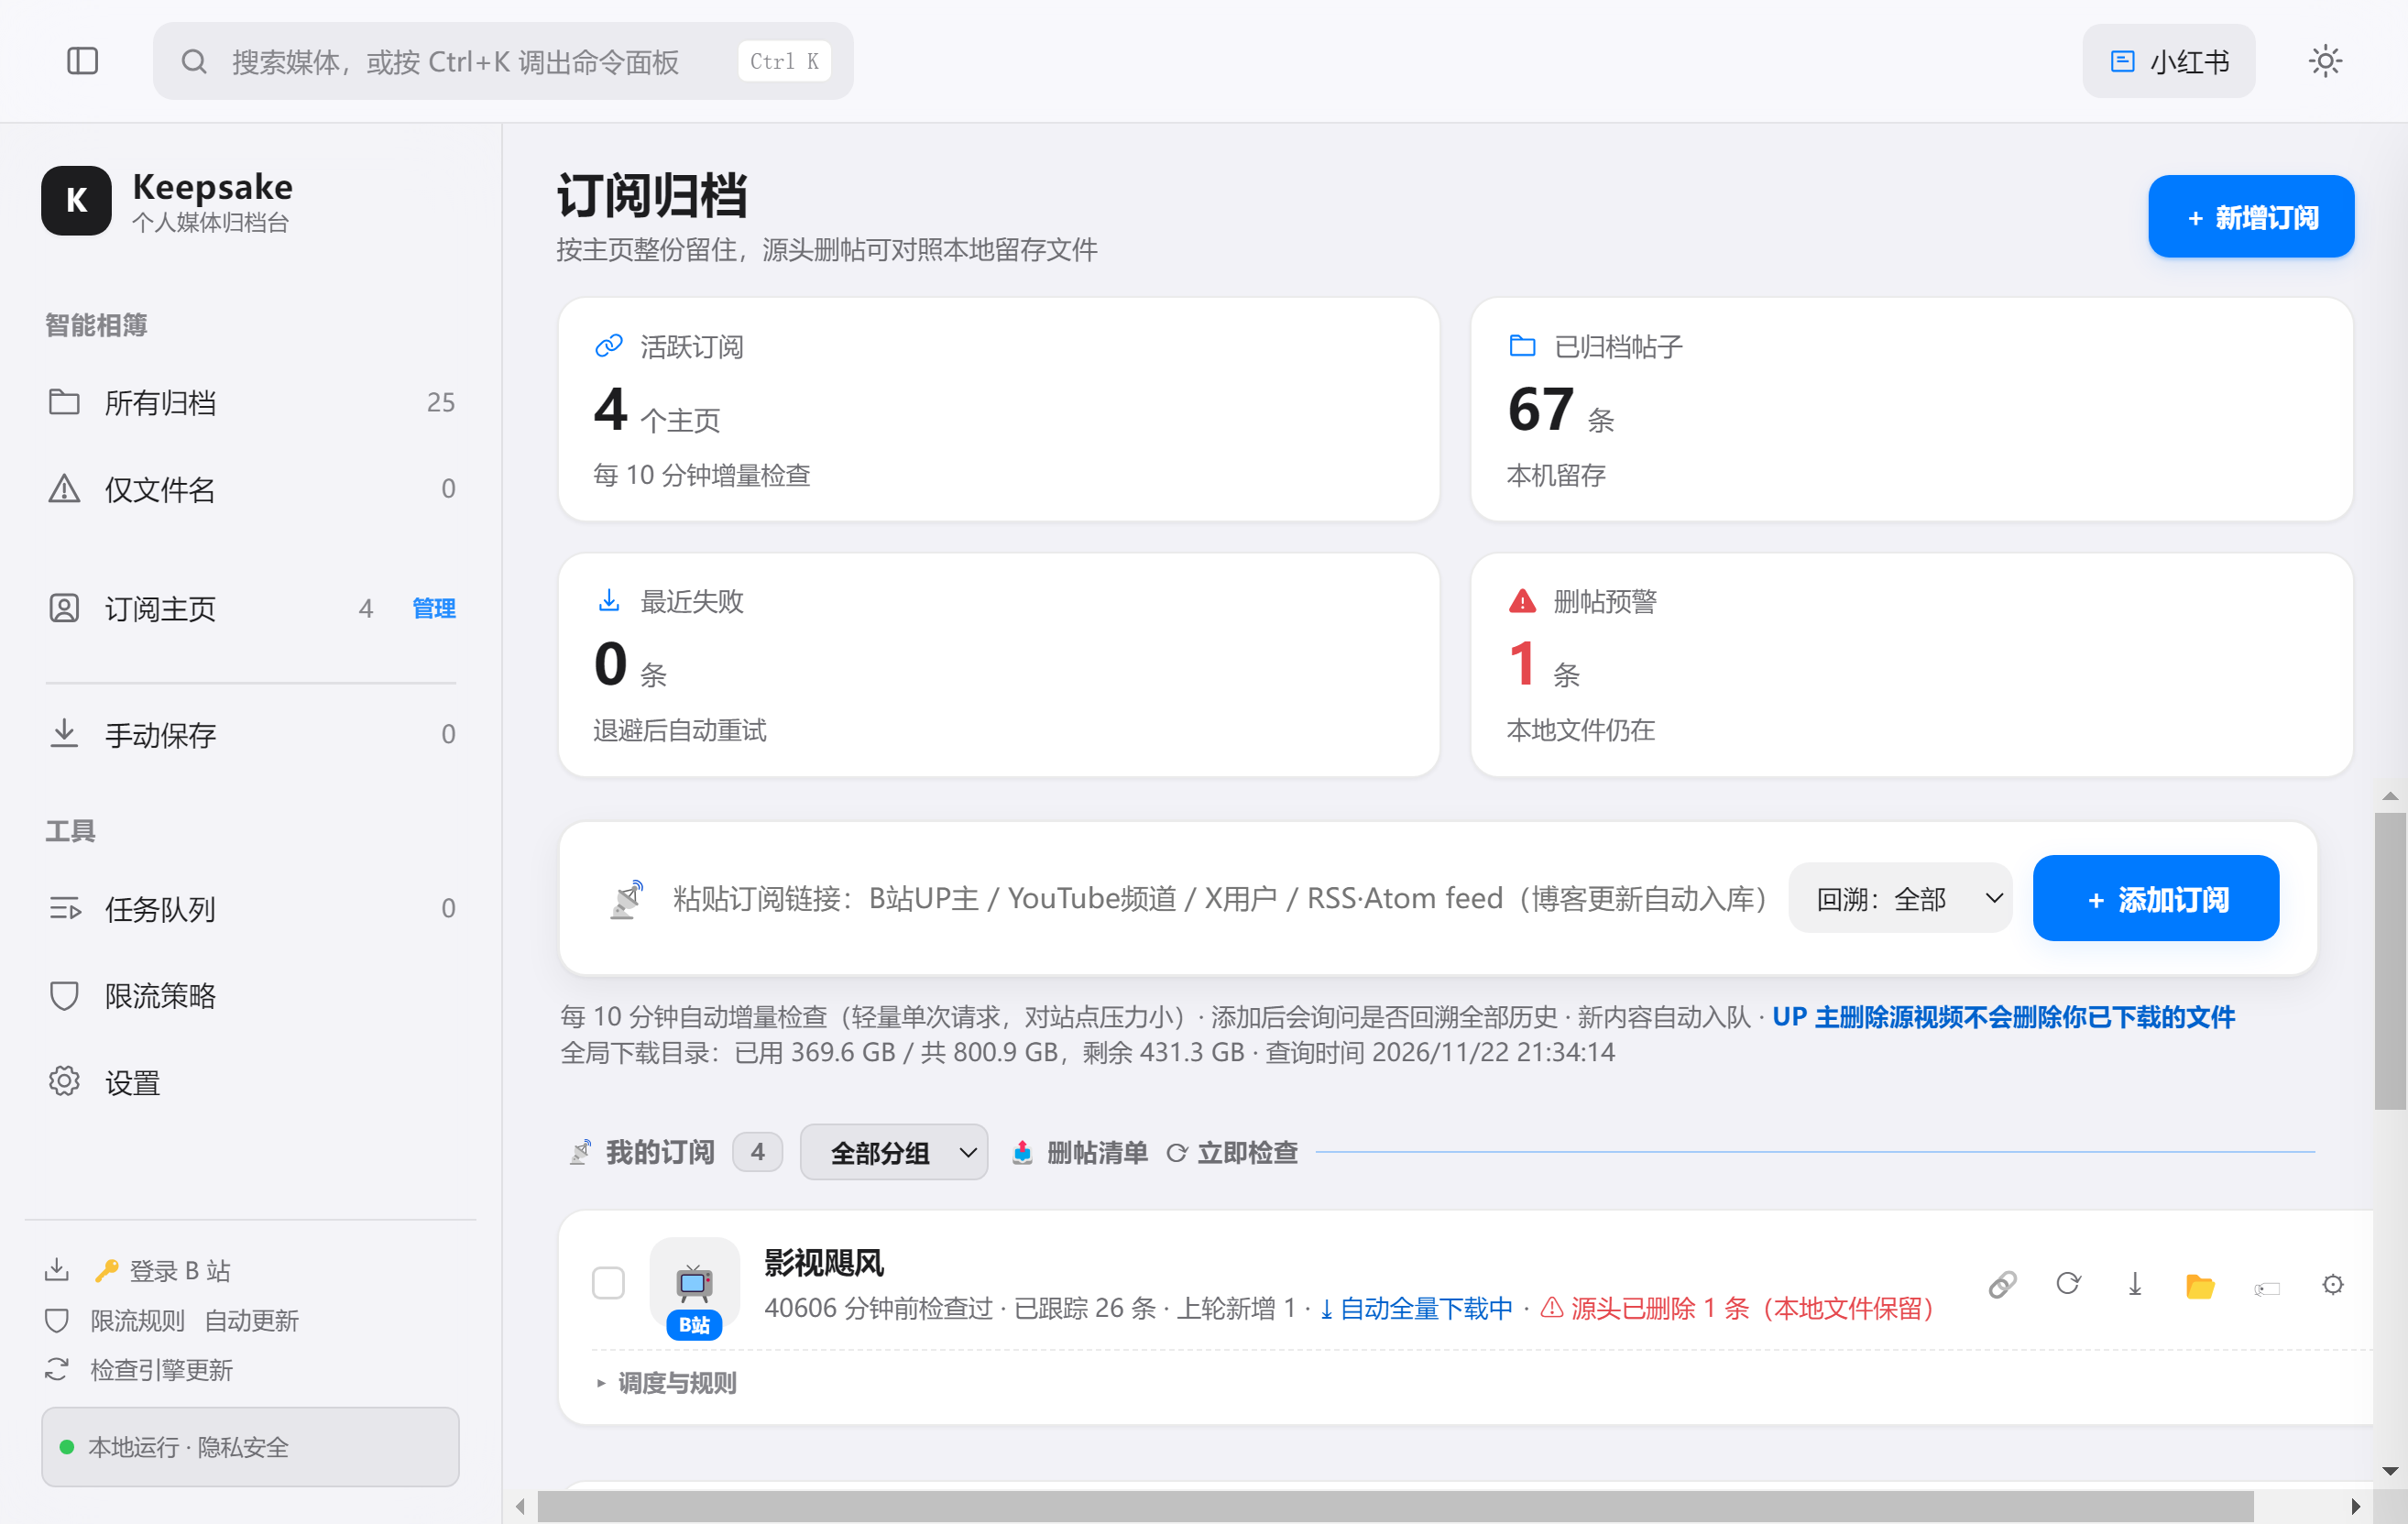 搜索媒体，或按 Ctrl+K 调出命令面板
Ctrl K
小红书
K
Keepsake
个人媒体归档台
智能相簿
所有归档 25
仅文件名 0
订阅主页 4 管理
手动保存 0
工具
任务队列 0
限流策略
设置
登录 B 站
限流规则 自动更新
检查引擎更新
本地运行 · 隐私安全
订阅归档
按主页整份留住，源头删帖可对照本地留存文件
+ 新增订阅
活跃订阅
4 个主页
每 10 分钟增量检查
已归档帖子
67 条
本机留存
最近失败
0 条
退避后自动重试
删帖预警
1 条
本地文件仍在
粘贴订阅链接：B站UP主 / YouTube频道 / X用户 / RSS·Atom feed（博客更新自动入库）
回溯：全部
+ 添加订阅
每 10 分钟自动增量检查（轻量单次请求，对站点压力小）· 添加后会询问是否回溯全部历史 · 新内容自动入队 · UP 主删除源视频不会删除你已下载的文件
全局下载目录：已用 369.6 GB / 共 800.9 GB，剩余 431.3 GB · 查询时间 2026/11/22 21:34:14
我的订阅 4 全部分组 删帖清单 立即检查
影视飓风
B站
40606 分钟前检查过 · 已跟踪 26 条 · 上轮新增 1 · ↓ 自动全量下载中 · ⚠ 源头已删除 1 条（本地文件保留）
▸ 调度与规则